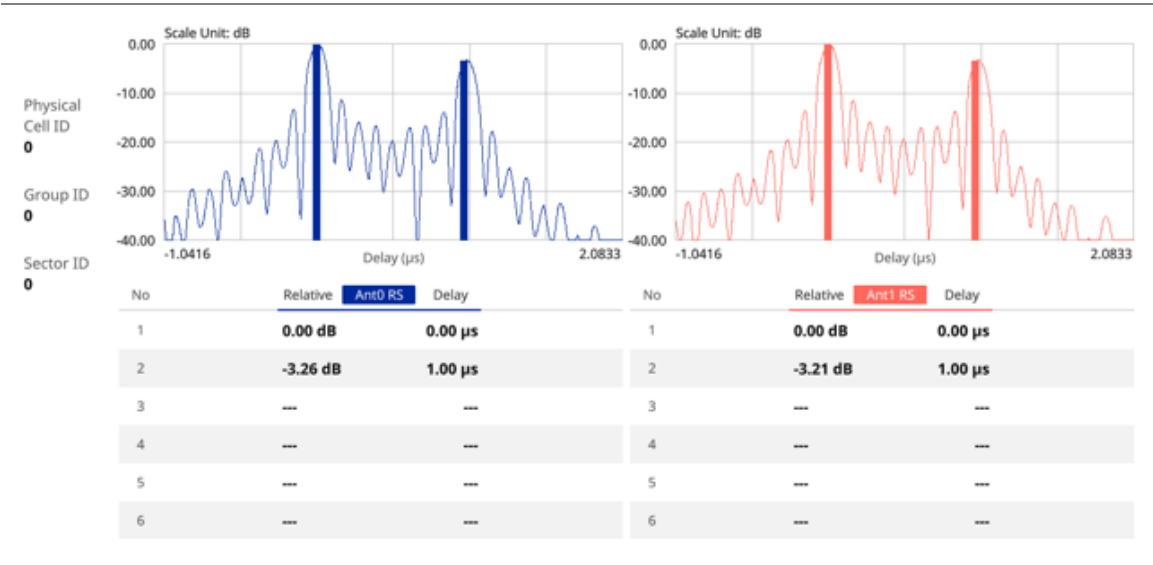 Physical
Cell ID
0
Group ID
0
Sector ID
0
Scale Unit: dB
0.00
-10.00
-20.00
-30.00
-40.00
-1.0416
Delay (µs)
2.0833
No Relative Ant0 RS Delay
1 0.00 dB 0.00 µs
2 -3.26 dB 1.00 µs
3 --- ---
4 --- ---
5 --- ---
6 --- ---
Scale Unit: dB
0.00
-10.00
-20.00
-30.00
-40.00
-1.0416
Delay (µs)
2.0833
No Relative Ant1 RS Delay
1 0.00 dB 0.00 µs
2 -3.21 dB 1.00 µs
3 --- ---
4 --- ---
5 --- ---
6 --- ---